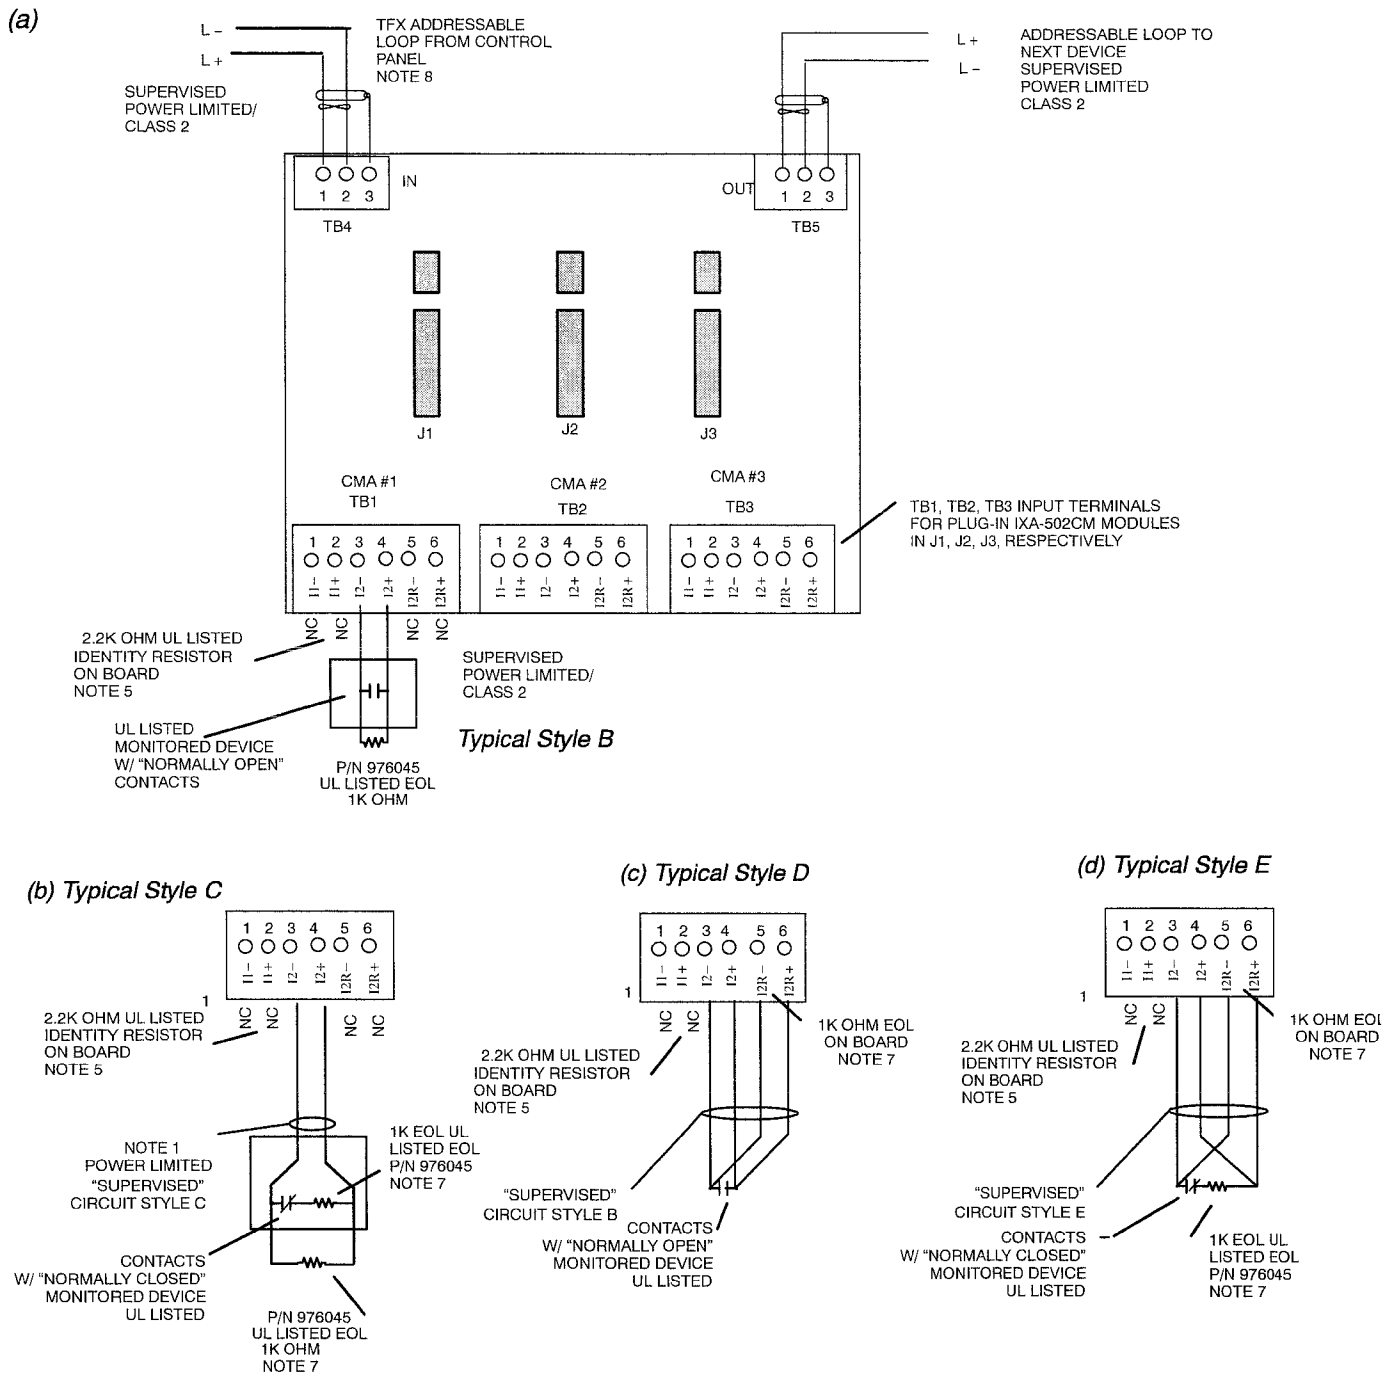 (a)
L −
L +
TFX ADDRESSABLE
LOOP FROM CONTROL
PANEL
NOTE 8
SUPERVISED
POWER LIMITED/
CLASS 2
L +
L −
ADDRESSABLE LOOP TO
NEXT DEVICE
SUPERVISED
POWER LIMITED
CLASS 2
1 2 3
IN
TB4
OUT
1 2 3
TB5
J1
J2
J3
CMA #1
TB1
CMA #2
TB2
CMA #3
TB3
1 2 3 4 5 6
I1− I1+ I2− I2+ I2R− I2R+
1 2 3 4 5 6
I1− I1+ I2− I2+ I2R− I2R+
1 2 3 4 5 6
I1− I1+ I2− I2+ I2R− I2R+
TB1, TB2, TB3 INPUT TERMINALS
FOR PLUG-IN IXA-502CM MODULES
IN J1, J2, J3, RESPECTIVELY
NC NC NC NC
2.2K OHM UL LISTED
IDENTITY RESISTOR
ON BOARD
NOTE 5
SUPERVISED
POWER LIMITED/
CLASS 2
UL LISTED
MONITORED DEVICE
W/ “NORMALLY OPEN”
CONTACTS
Typical Style B
P/N 976045
UL LISTED EOL
1K OHM
(b) Typical Style C
1 2 3 4 5 6
I1− I1+ I2− I2+ I2R− I2R+
1
NC NC NC NC
2.2K OHM UL LISTED
IDENTITY RESISTOR
ON BOARD
NOTE 5
NOTE 1
POWER LIMITED
“SUPERVISED”
CIRCUIT STYLE C
1K EOL UL
LISTED EOL
P/N 976045
NOTE 7
CONTACTS
W/ “NORMALLY CLOSED”
MONITORED DEVICE
UL LISTED
P/N 976045
UL LISTED EOL
1K OHM
NOTE 7
(c) Typical Style D
1 2 3 4 5 6
I1− I1+ I2− I2+ I2R− I2R+
1
NC NC
1K OHM EOL
ON BOARD
NOTE 7
2.2K OHM UL LISTED
IDENTITY RESISTOR
ON BOARD
NOTE 5
“SUPERVISED”
CIRCUIT STYLE B
CONTACTS
W/ “NORMALLY OPEN”
MONITORED DEVICE
UL LISTED
(d) Typical Style E
1 2 3 4 5 6
I1− I1+ I2− I2+ I2R− I2R+
1
NC NC
1K OHM EOL
ON BOARD
NOTE 7
2.2K OHM UL LISTED
IDENTITY RESISTOR
ON BOARD
NOTE 5
“SUPERVISED”
CIRCUIT STYLE E
CONTACTS
W/ “NORMALLY CLOSED”
MONITORED DEVICE
UL LISTED
1K EOL UL
LISTED EOL
P/N 976045
NOTE 7